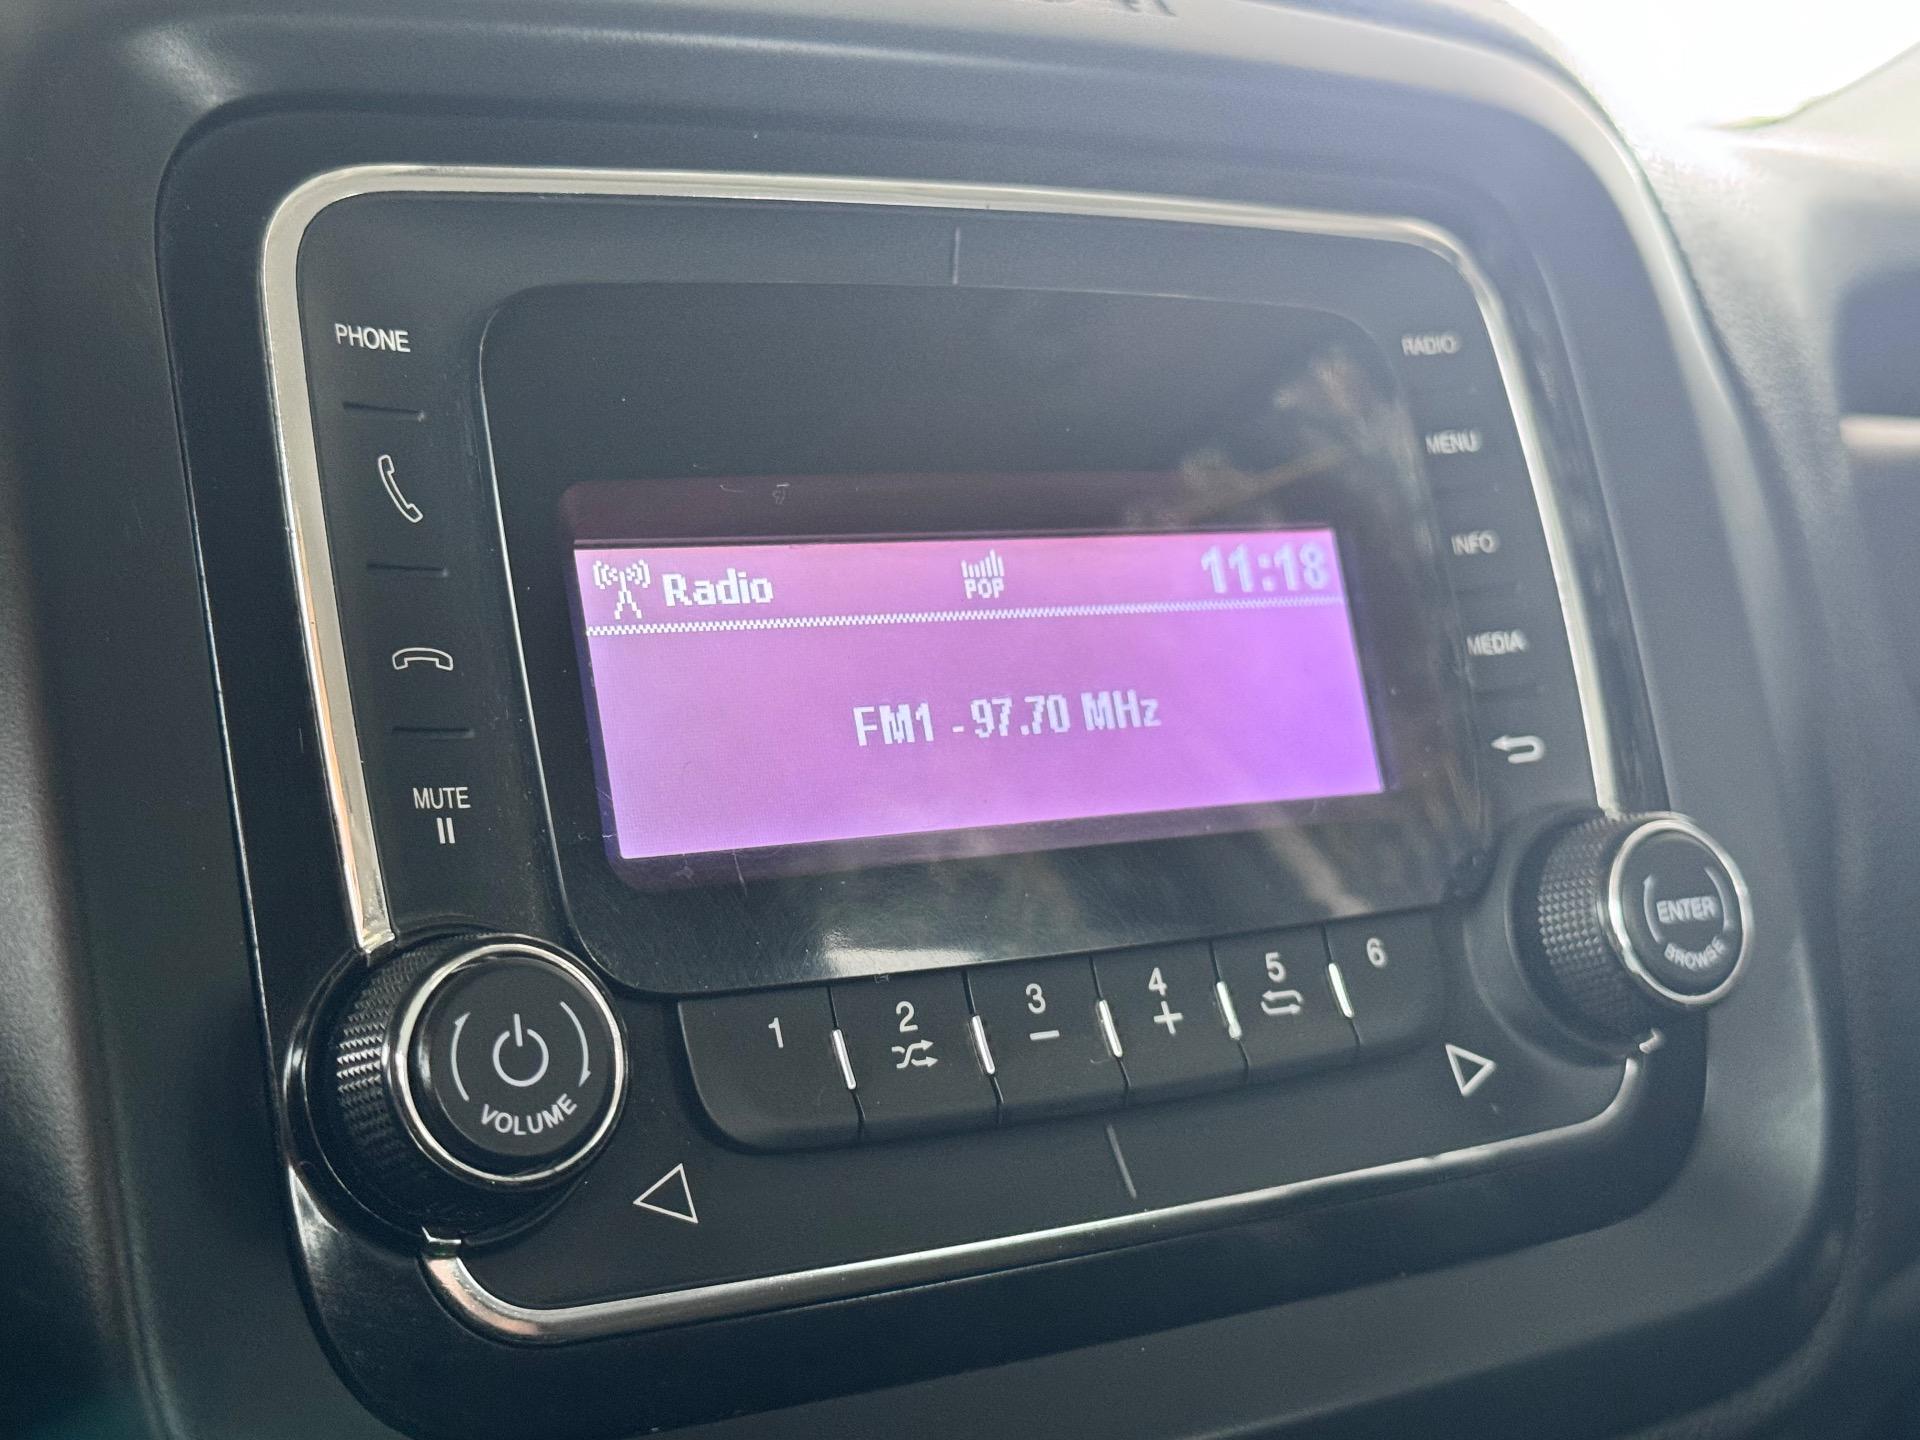 PHONE
MUTE
RADIO
MENU
INFO
MEDIA
Radio
POP
11:18
FM1 - 97.70 MHz
VOLUME
1
2
3
−
4
+
5
6
ENTER
BROWSE